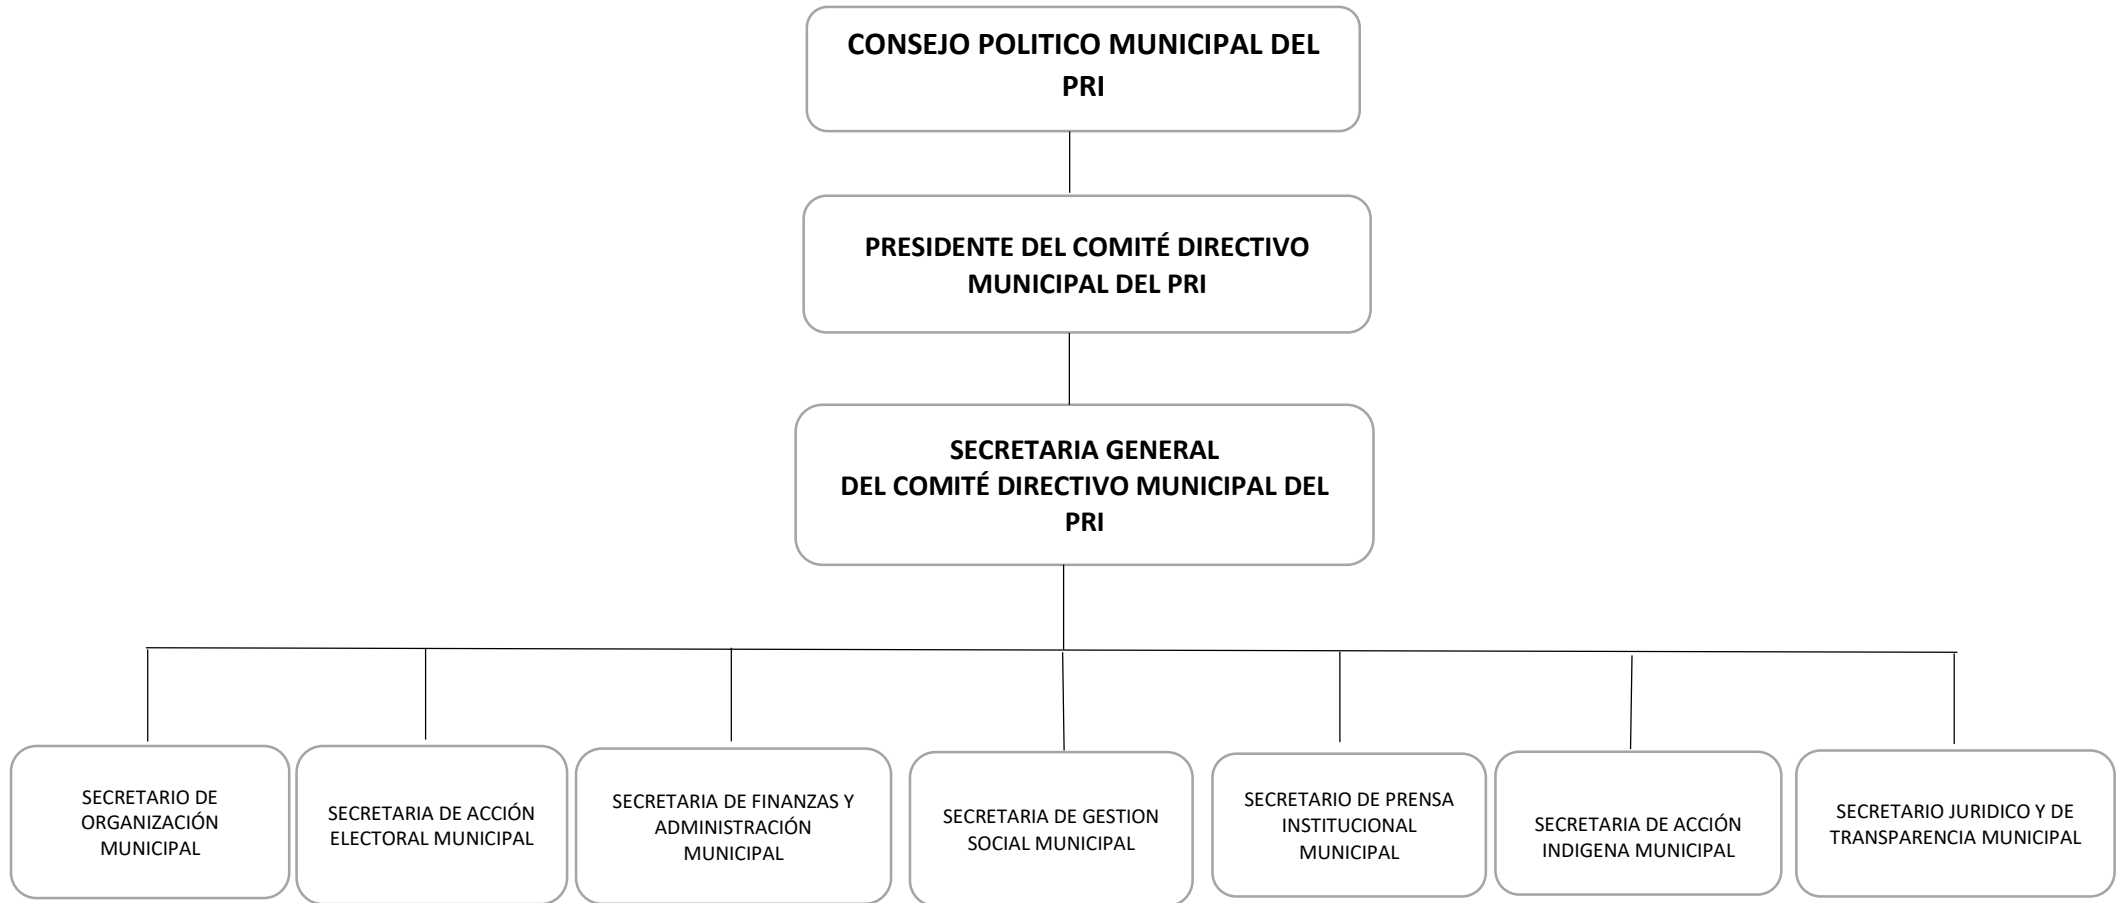 CONSEJO POLITICO MUNICIPAL DEL
PRI
PRESIDENTE DEL COMITÉ DIRECTIVO
MUNICIPAL DEL PRI
SECRETARIA GENERAL
DEL COMITÉ DIRECTIVO MUNICIPAL DEL
PRI
SECRETARIO DE
ORGANIZACIÓN
MUNICIPAL
SECRETARIA DE ACCIÓN
ELECTORAL MUNICIPAL
SECRETARIA DE FINANZAS Y
ADMINISTRACIÓN
MUNICIPAL
SECRETARIA DE GESTION
SOCIAL MUNICIPAL
SECRETARIO DE PRENSA
INSTITUCIONAL
MUNICIPAL
SECRETARIA DE ACCIÓN
INDIGENA MUNICIPAL
SECRETARIO JURIDICO Y DE
TRANSPARENCIA MUNICIPAL